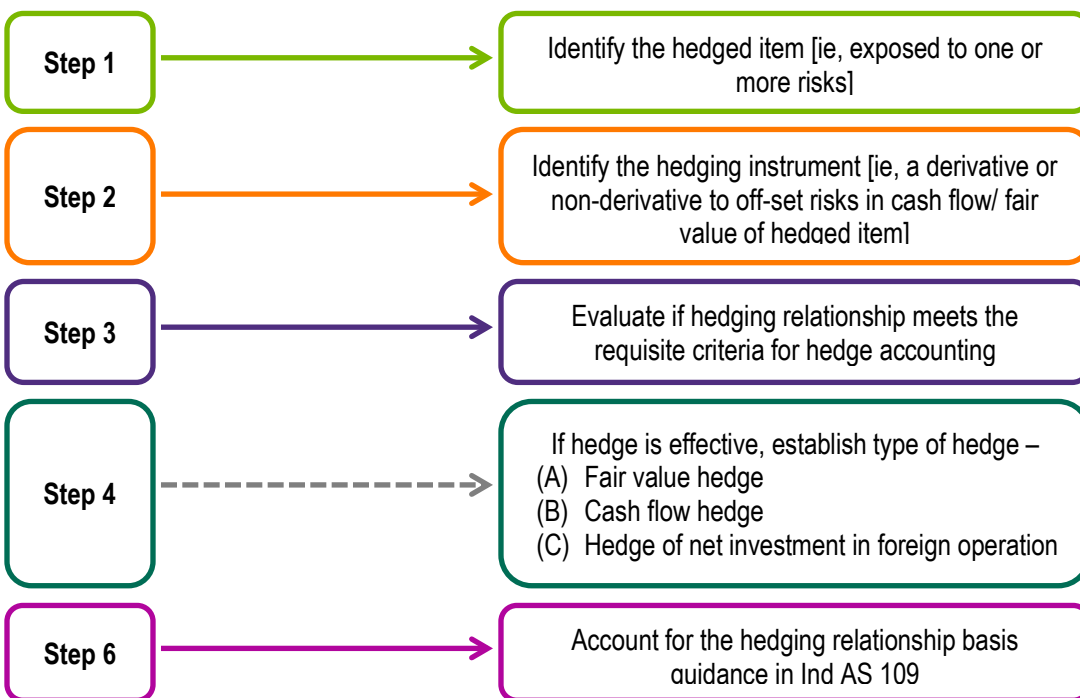 Step 1
Identify the hedged item [ie, exposed to one or
more risks]
Step 2
Identify the hedging instrument [ie, a derivative or
non-derivative to off-set risks in cash flow/ fair
value of hedged item]
Step 3
Evaluate if hedging relationship meets the
requisite criteria for hedge accounting
Step 4
If hedge is effective, establish type of hedge –
(A) Fair value hedge
(B) Cash flow hedge
(C) Hedge of net investment in foreign operation
Step 6
Account for the hedging relationship basis
guidance in Ind AS 109